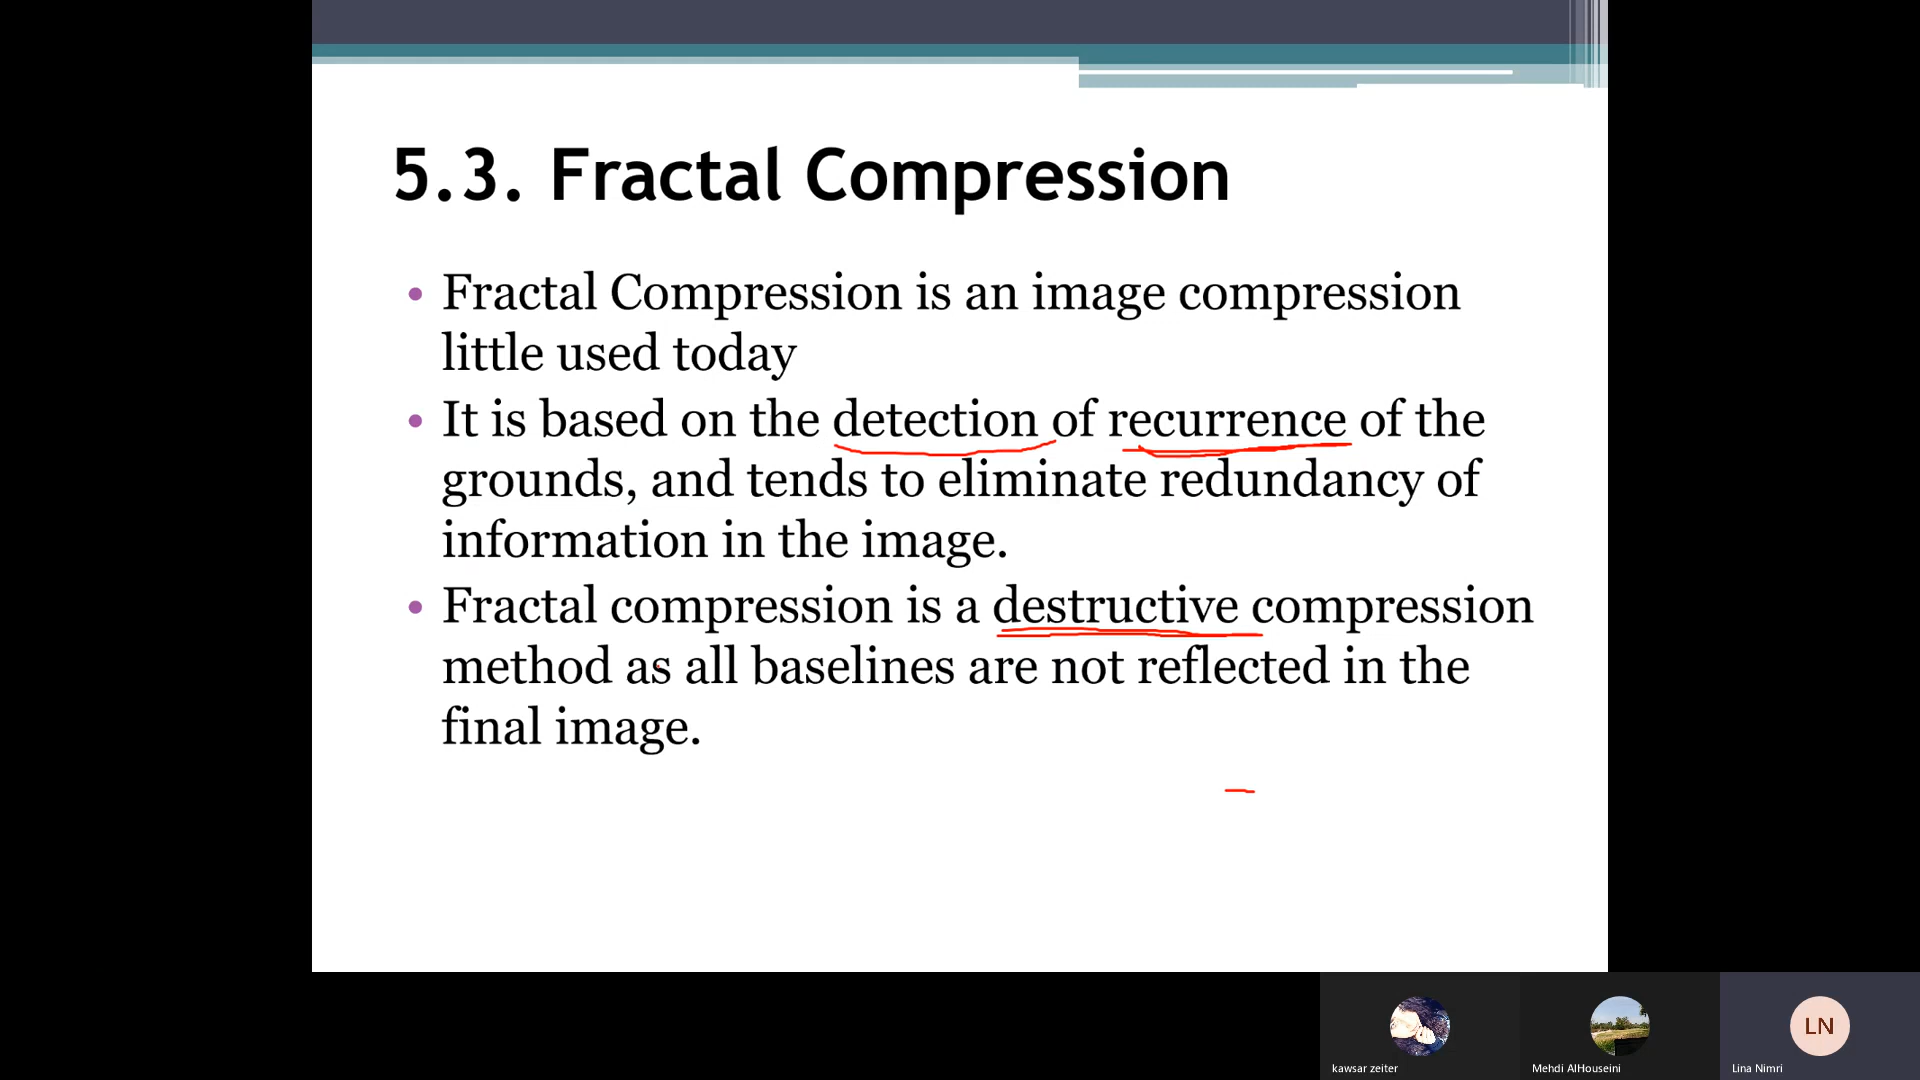 5.3. Fractal Compression
• Fractal Compression is an image compression
little used today
• It is based on the detection of recurrence of the
grounds, and tends to eliminate redundancy of
information in the image.
• Fractal compression is a destructive compression
method as all baselines are not reflected in the
final image.
LN
kawsar zeiter
Mehdi AlHouseini
Lina Nimri